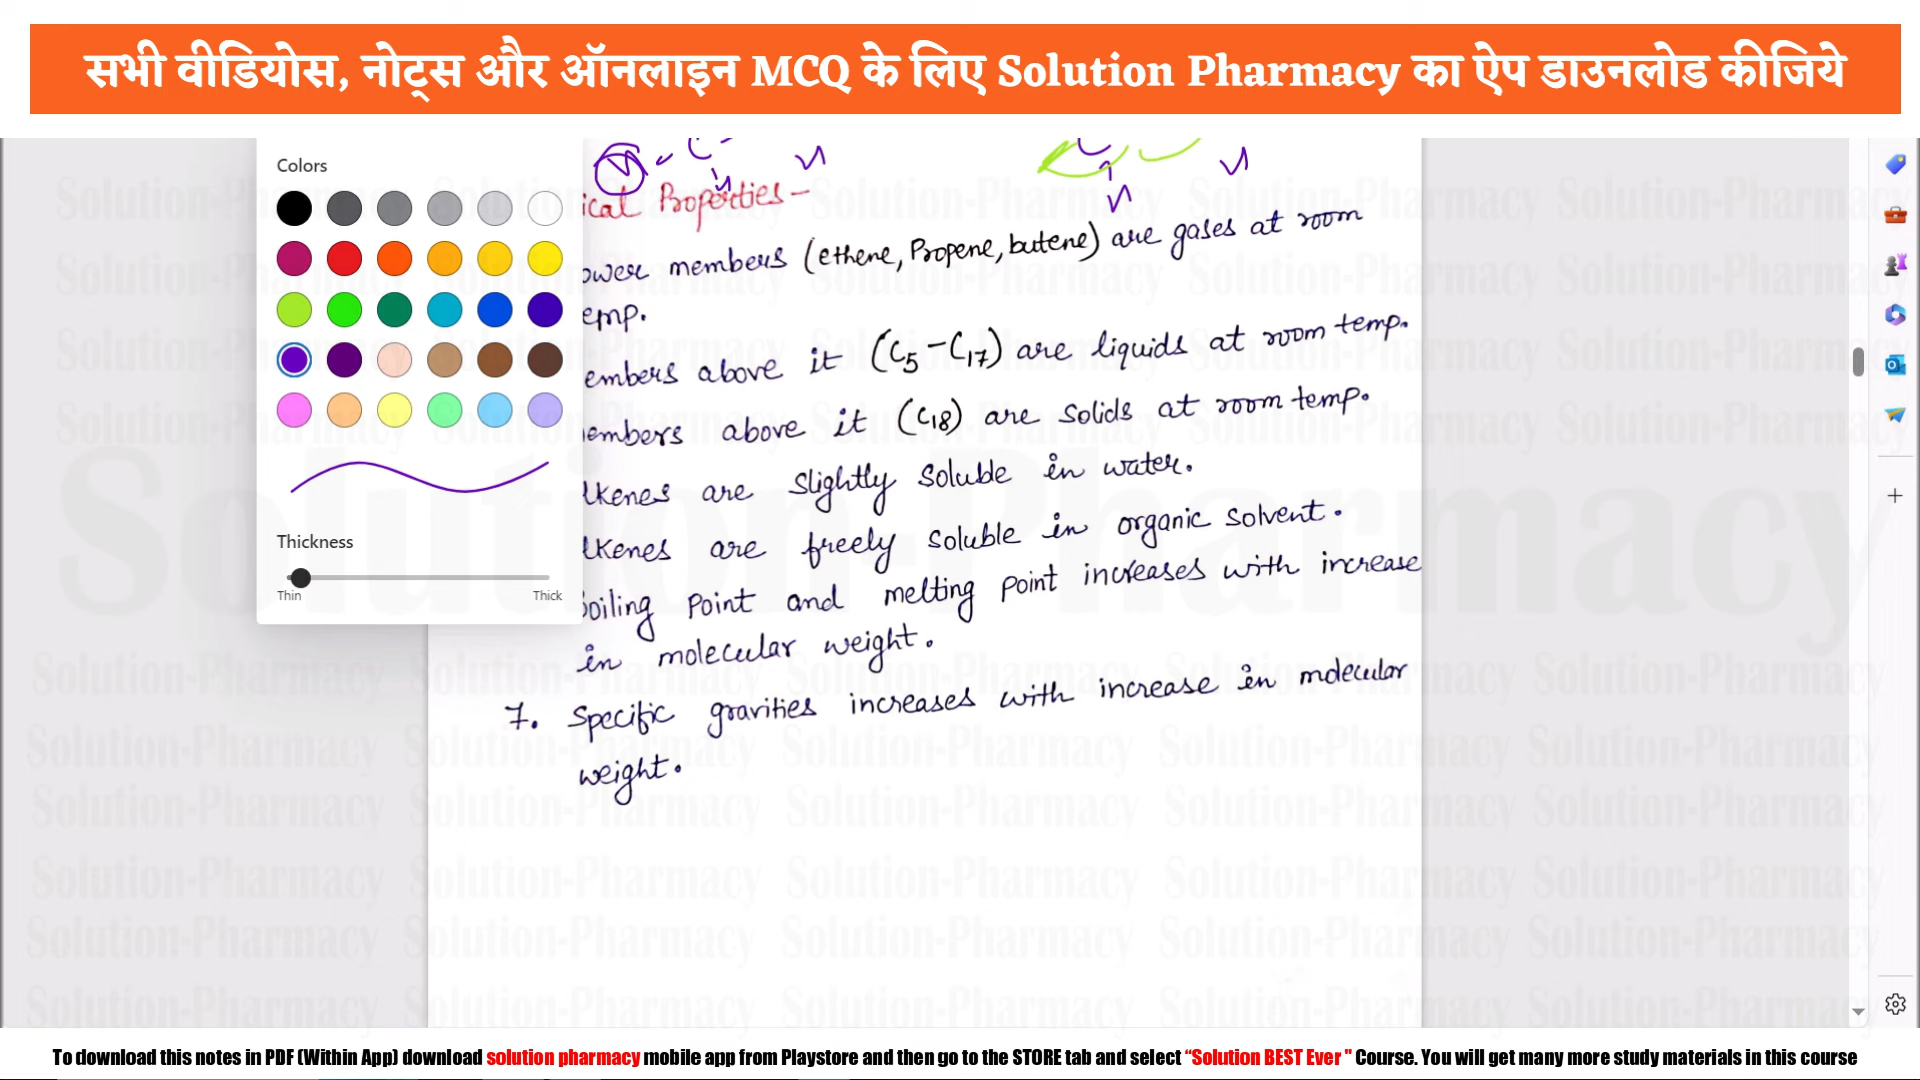 सभी वीडियोस, नोट्स और ऑनलाइन MCQ के लिए Solution Pharmacy का ऐप डाउनलोड कीजिये
Colors
Thickness
Thin Thick
ical Properties –
ower members (ethene, Propene, butene) are gases at room
emp.
embers above it (C5 – C17) are liquids at room temp.
embers above it (C18) are solids at room temp.
lkenes are slightly soluble in water.
lkenes are freely soluble in organic solvent.
oiling point and melting point increases with increase
in molecular weight.
7. Specific gravities increases with increase in molecular
weight.
Solution-Pharmacy
To download this notes in PDF (Within App) download solution pharmacy mobile app from Playstore and then go to the STORE tab and select “Solution BEST Ever " Course. You will get many more study materials in this course